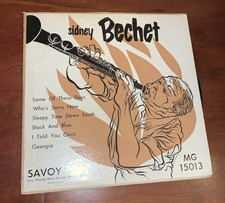 sidney Bechet
Some Of These Days
Who's Sorry Now
Sleepy Time Down South
Black And Blue
I Told You Once
Georgia
MG
15013
SAVOY